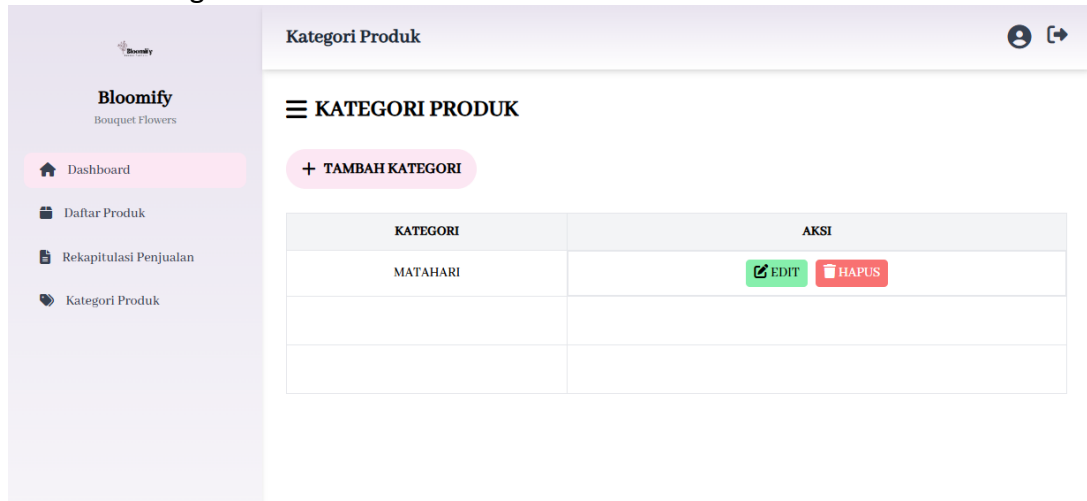 Bloomify
Bloomify
Bouquet Flowers
Dashboard
Daftar Produk
Rekapitulasi Penjualan
Kategori Produk
Kategori Produk
KATEGORI PRODUK
+ TAMBAH KATEGORI
KATEGORI AKSI
MATAHARI EDIT HAPUS